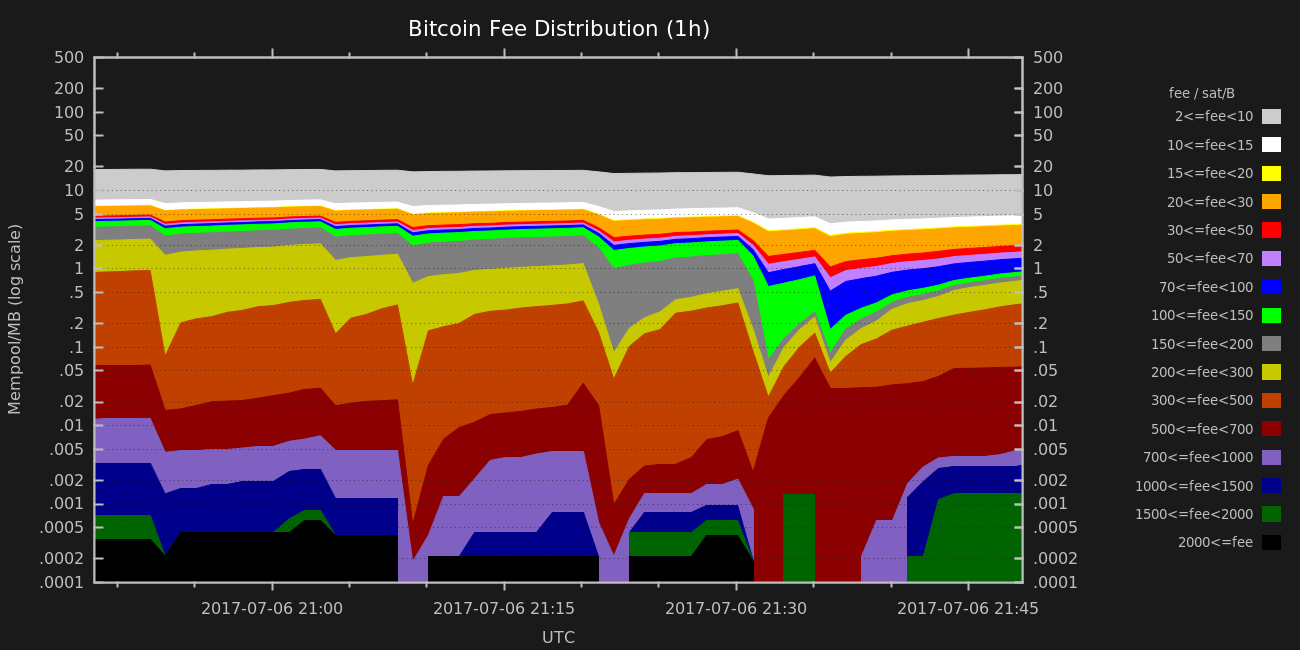 Bitcoin Fee Distribution (1h)
500 500
200 200
100 100
50 50
20 20
10 10
5 5
2 2
1 1
.5 .5
.2 .2
.1 .1
.05 .05
.02 .02
.01 .01
.005 .005
.002 .002
.001 .001
.0005 .0005
.0002 .0002
.0001 .0001
Mempool/MB (log scale)
2017-07-06 21:00 2017-07-06 21:15 2017-07-06 21:30 2017-07-06 21:45
UTC
fee / sat/B
2<=fee<10
10<=fee<15
15<=fee<20
20<=fee<30
30<=fee<50
50<=fee<70
70<=fee<100
100<=fee<150
150<=fee<200
200<=fee<300
300<=fee<500
500<=fee<700
700<=fee<1000
1000<=fee<1500
1500<=fee<2000
2000<=fee